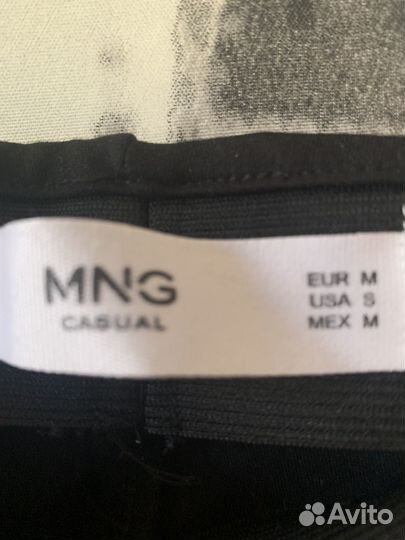 MNG
CASUAL
EUR M
USA S
MEX M
Avito